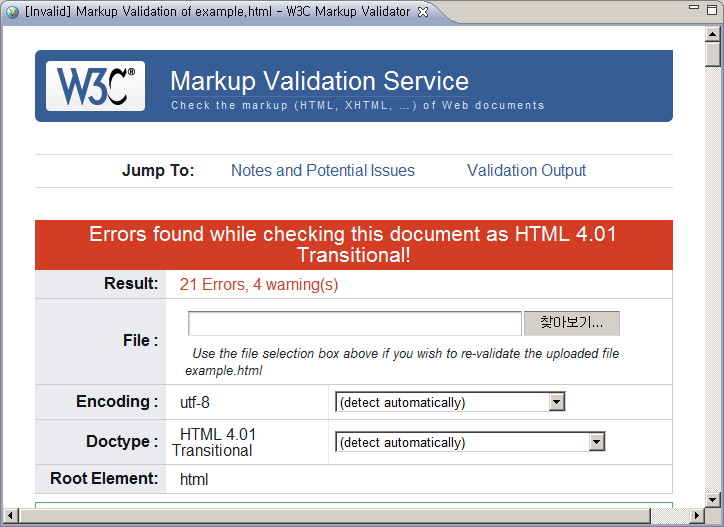 [Invalid] Markup Validation of example,html - W3C Markup Validator
W3C®
Markup Validation Service
Check the markup (HTML, XHTML, …) of Web documents
Jump To: Notes and Potential Issues Validation Output
Errors found while checking this document as HTML 4.01
Transitional!
Result: 21 Errors, 4 warning(s)
File : 찾아보기...
Use the file selection box above if you wish to re-validate the uploaded file
example.html
Encoding : utf-8 (detect automatically)
Doctype : HTML 4.01
Transitional (detect automatically)
Root Element: html